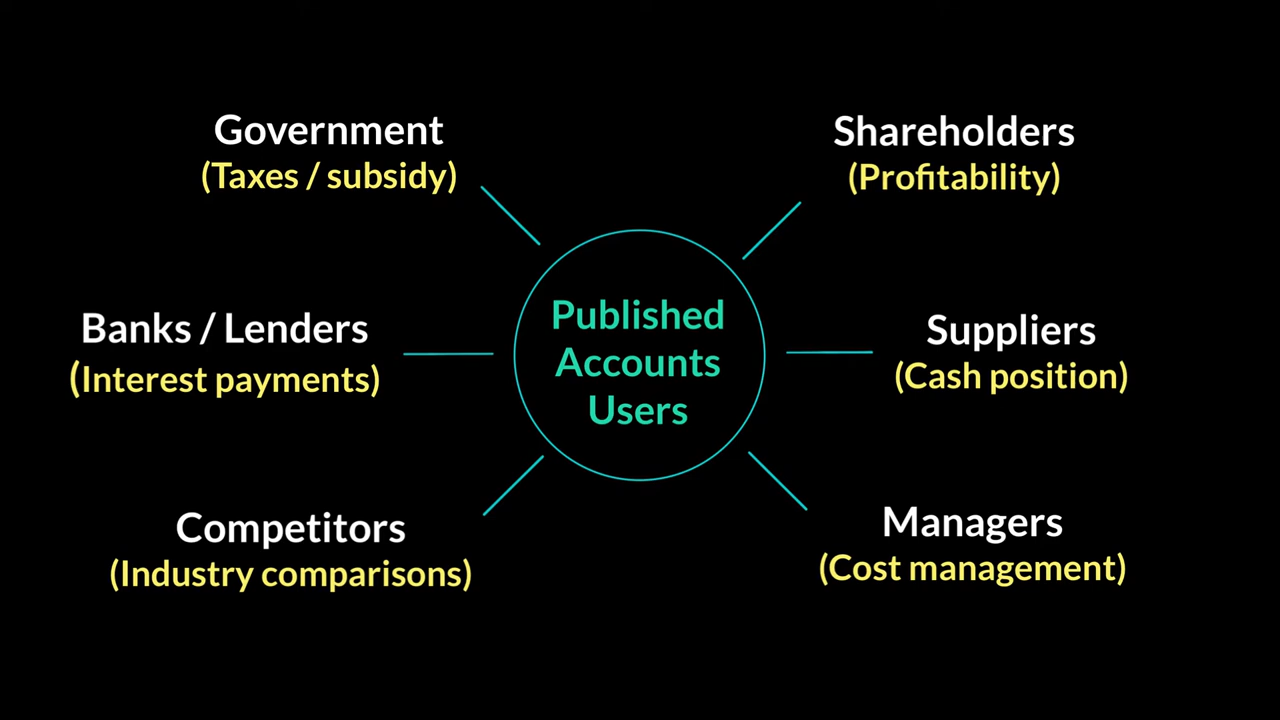 Government
(Taxes / subsidy)
Shareholders
(Profitability)
Banks / Lenders
(Interest payments)
Published
Accounts
Users
Suppliers
(Cash position)
Competitors
(Industry comparisons)
Managers
(Cost management)